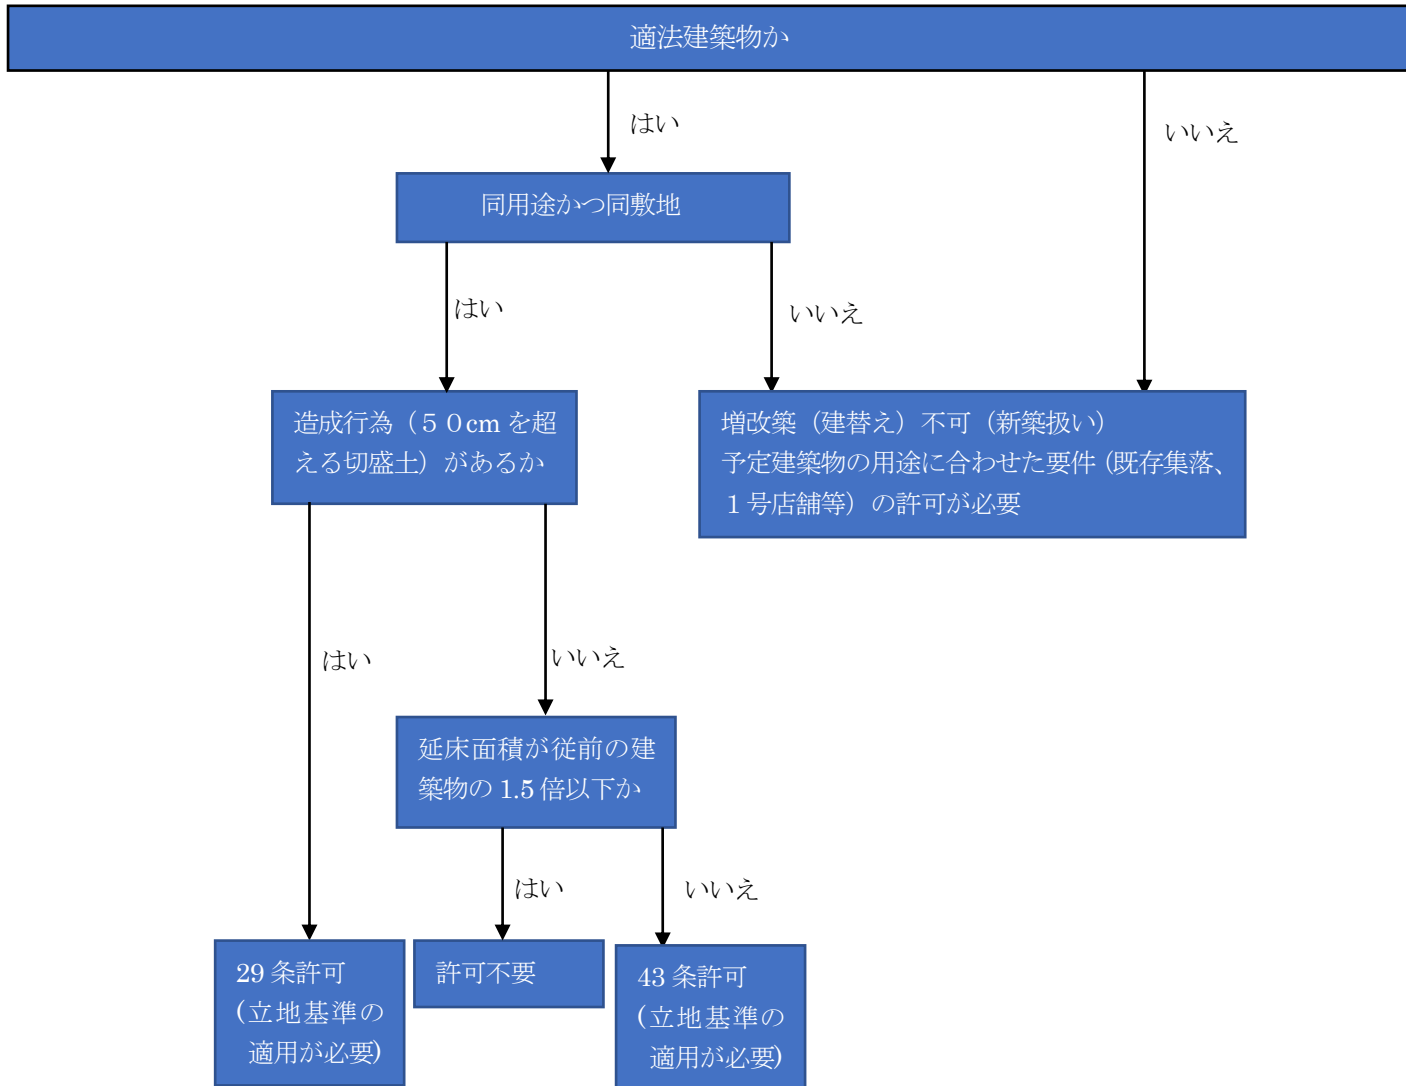 適法建築物か
はい
いいえ
同用途かつ同敷地
はい
いいえ
造成行為（５０cm を超
える切盛土）があるか
増改築（建替え）不可（新築扱い）
予定建築物の用途に合わせた要件（既存集落、
１号店舗等）の許可が必要
はい
いいえ
延床面積が従前の建
築物の 1.5 倍以下か
はい
いいえ
29 条許可
(立地基準の
適用が必要)
許可不要
43 条許可
(立地基準の
適用が必要)